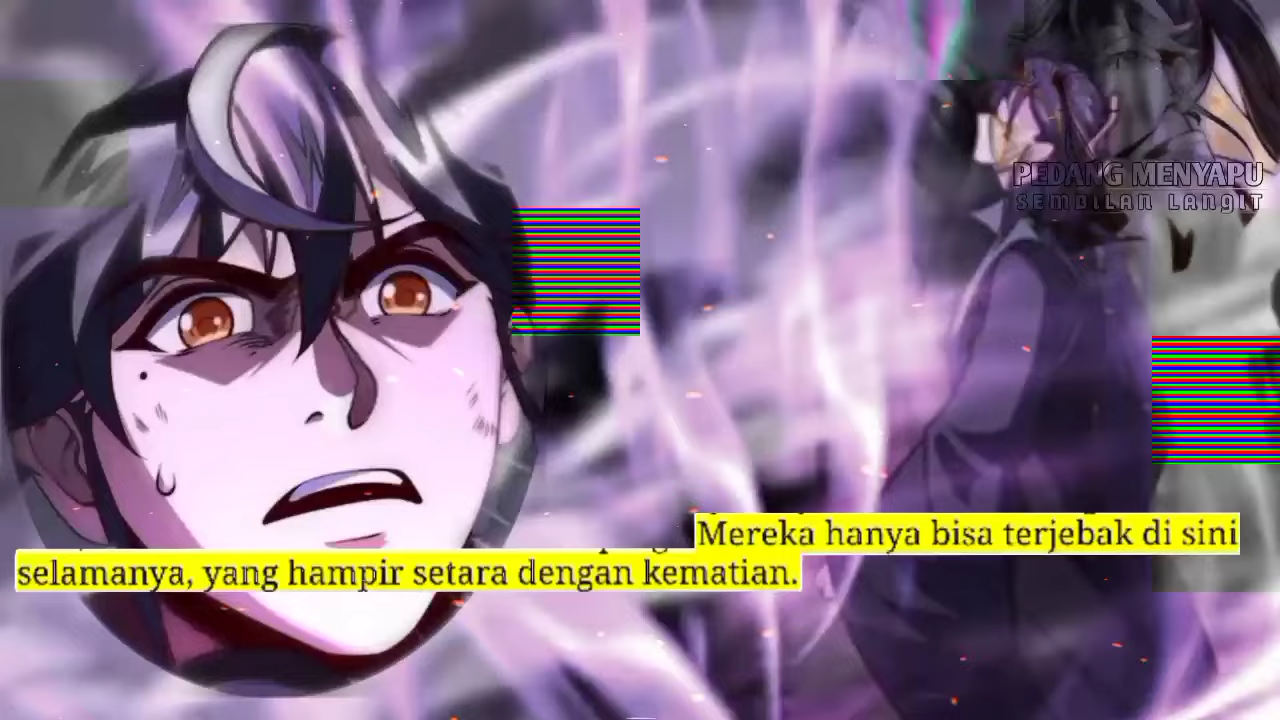 PEDANG MENYAPU
SEMBILAN LANGIT
Mereka hanya bisa terjebak di sini
selamanya, yang hampir setara dengan kematian.